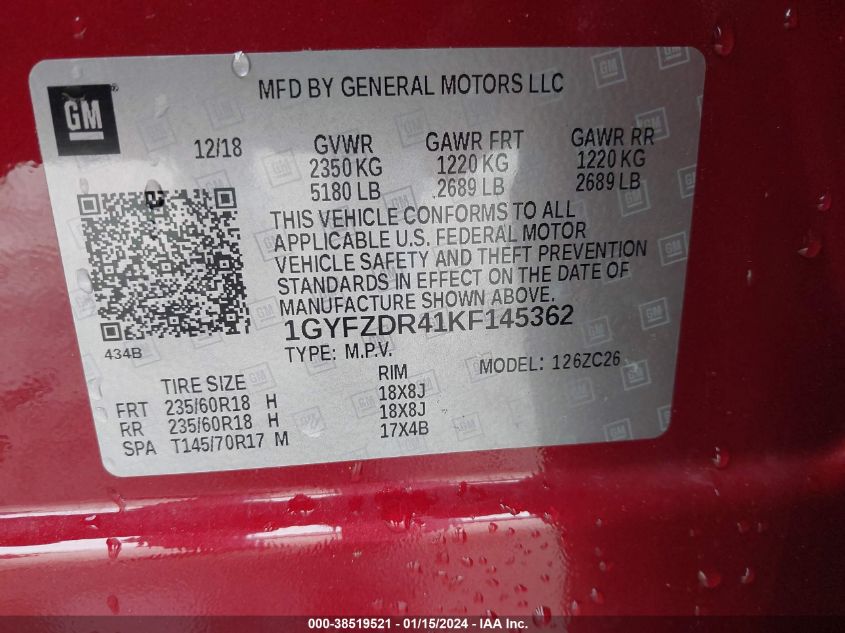 GM
MFD BY GENERAL MOTORS LLC
12/18 GVWR GAWR FRT GAWR RR
2350 KG 1220 KG 1220 KG
5180 LB 2689 LB 2689 LB
THIS VEHICLE CONFORMS TO ALL
APPLICABLE U.S. FEDERAL MOTOR
VEHICLE SAFETY AND THEFT PREVENTION
STANDARDS IN EFFECT ON THE DATE OF
MANUFACTURE SHOWN ABOVE.
434B
1GYFZDR41KF145362
TYPE: M.P.V. MODEL: 126ZC26
TIRE SIZE RIM
FRT 235/60R18 H 18X8J
RR 235/60R18 H 18X8J
SPA T145/70R17 M 17X4B
000-38519521 - 01/15/2024 - IAA Inc.